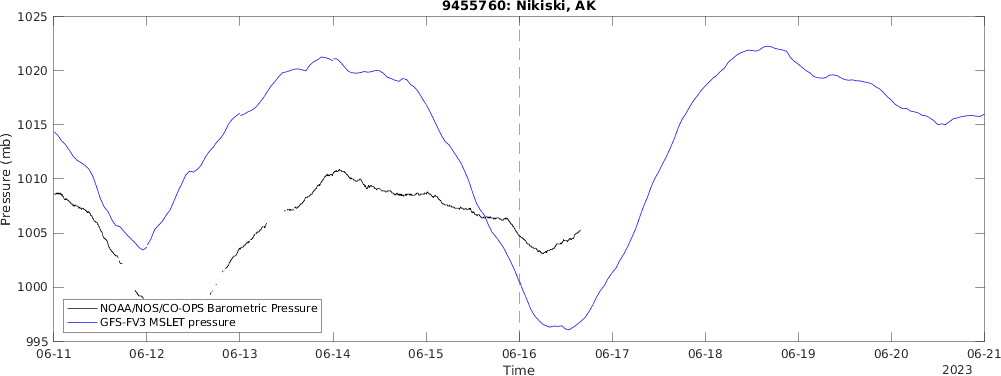 9455760: Nikiski, AK
Pressure (mb)
1025
1020
1015
1010
1005
1000
995
NOAA/NOS/CO-OPS Barometric Pressure
GFS-FV3 MSLET pressure
06-11 06-12 06-13 06-14 06-15 06-16 06-17 06-18 06-19 06-20 06-21
Time
2023